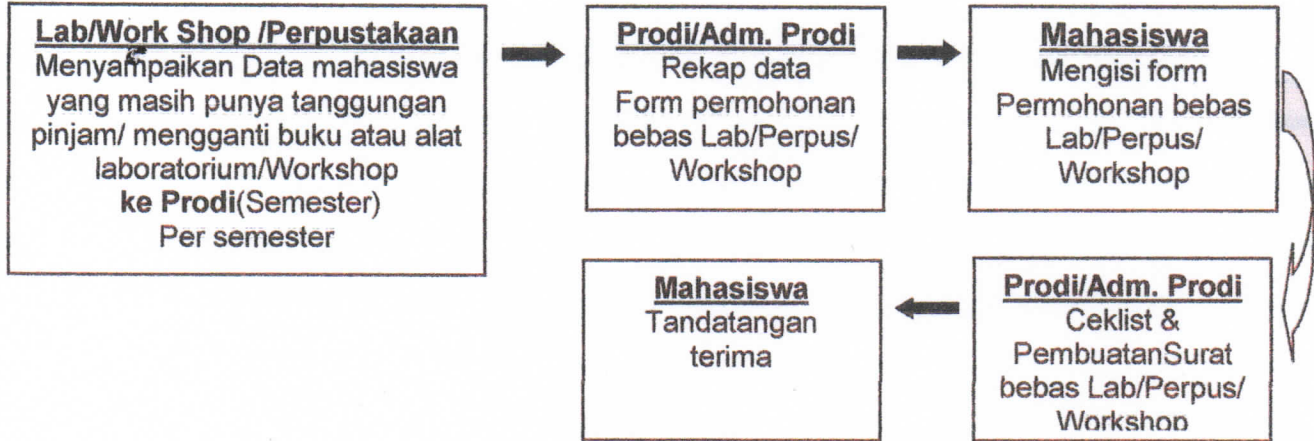 Lab/Work Shop /Perpustakaan
Menyampaikan Data mahasiswa
yang masih punya tanggungan
pinjam/ mengganti buku atau alat
laboratorium/Workshop
ke Prodi(Semester)
Per semester
Prodi/Adm. Prodi
Rekap data
Form permohonan
bebas Lab/Perpus/
Workshop
Mahasiswa
Mengisi form
Permohonan bebas
Lab/Perpus/
Workshop
Prodi/Adm. Prodi
Ceklist &
PembuatanSurat
bebas Lab/Perpus/
Workshop
Mahasiswa
Tandatangan
terima